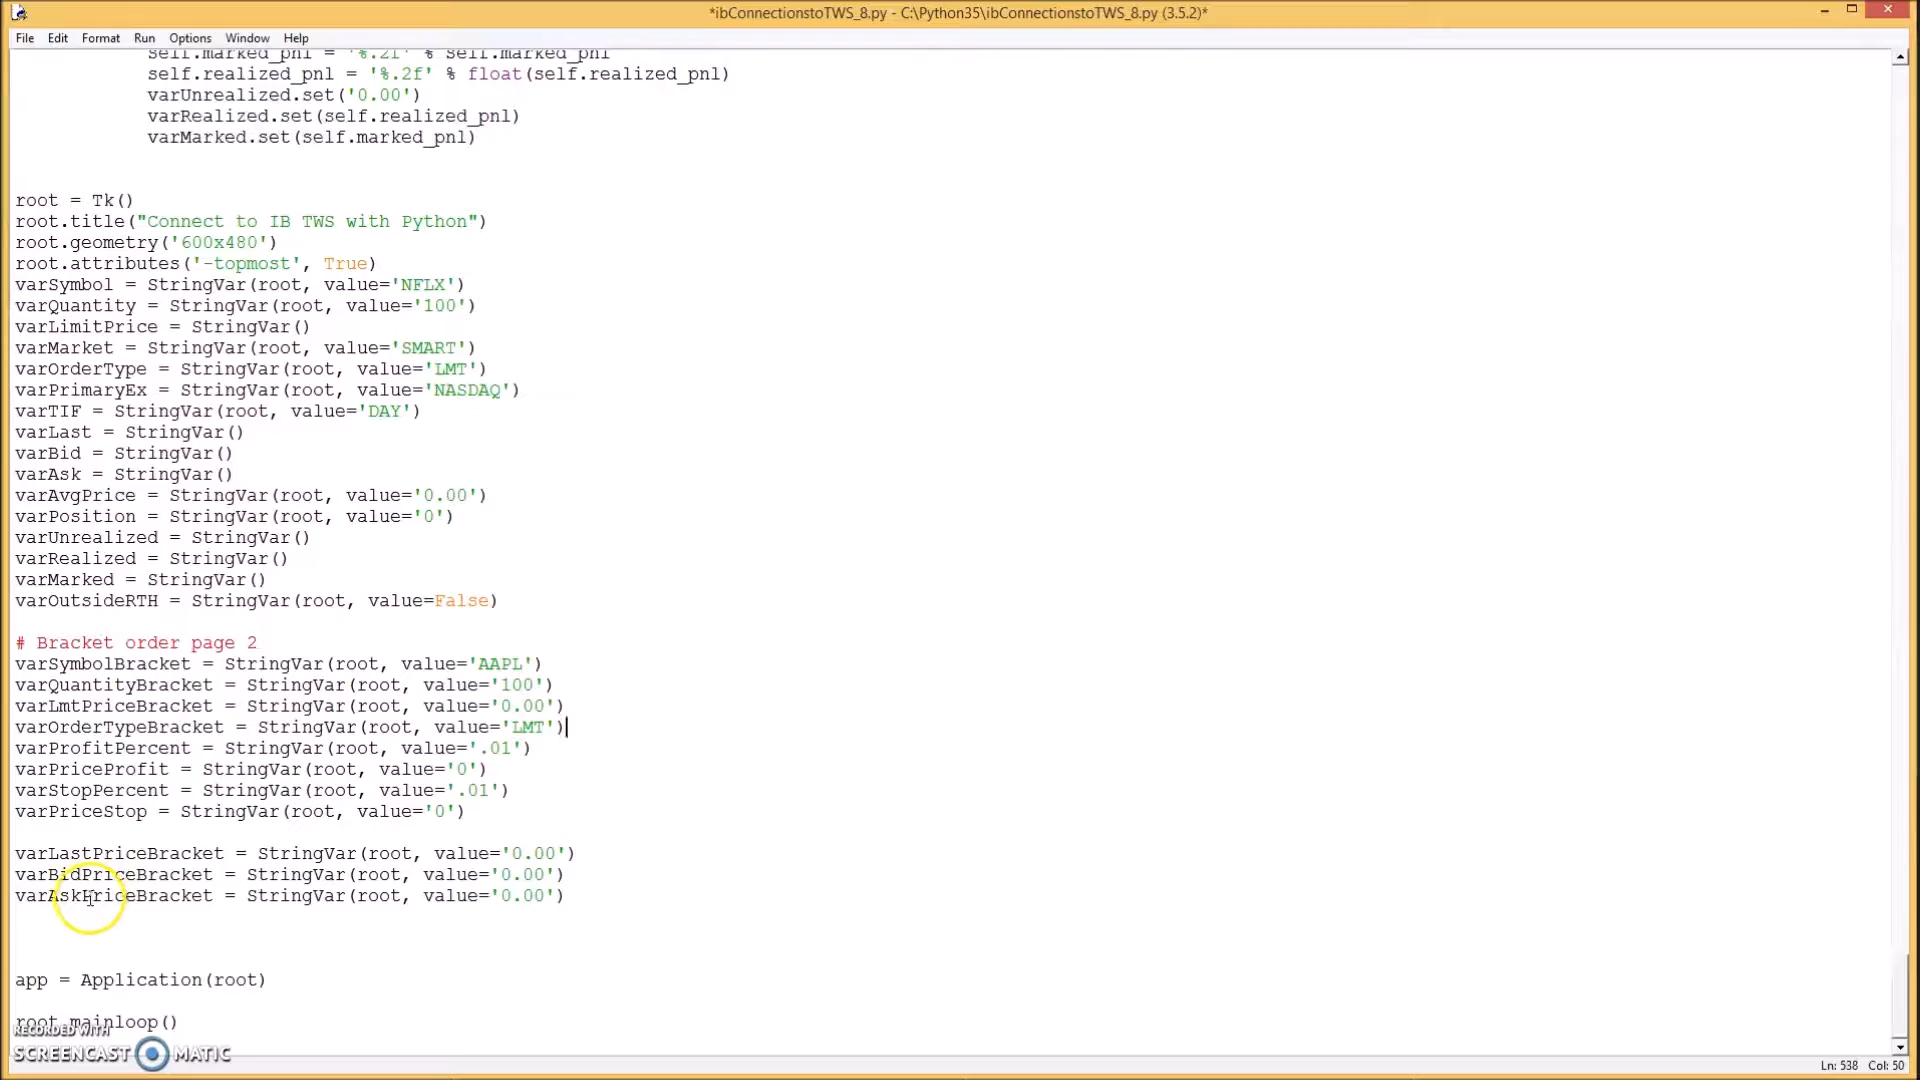 *ibConnectionstoTWS_8.py - C:\Python35\ibConnectionstoTWS_8.py (3.5.2)*
File Edit Format Run Options Window Help
self.marked_pnl = '%.2f' % self.marked_pnl
self.realized_pnl = '%.2f' % float(self.realized_pnl)
varUnrealized.set('0.00')
varRealized.set(self.realized_pnl)
varMarked.set(self.marked_pnl)
root = Tk()
root.title("Connect to IB TWS with Python")
root.geometry('600x480')
root.attributes('-topmost', True)
varSymbol = StringVar(root, value='NFLX')
varQuantity = StringVar(root, value='100')
varLimitPrice = StringVar()
varMarket = StringVar(root, value='SMART')
varOrderType = StringVar(root, value='LMT')
varPrimaryEx = StringVar(root, value='NASDAQ')
varTIF = StringVar(root, value='DAY')
varLast = StringVar()
varBid = StringVar()
varAsk = StringVar()
varAvgPrice = StringVar(root, value='0.00')
varPosition = StringVar(root, value='0')
varUnrealized = StringVar()
varRealized = StringVar()
varMarked = StringVar()
varOutsideRTH = StringVar(root, value=False)
# Bracket order page 2
varSymbolBracket = StringVar(root, value='AAPL')
varQuantityBracket = StringVar(root, value='100')
varLmtPriceBracket = StringVar(root, value='0.00')
varOrderTypeBracket = StringVar(root, value='LMT')
varProfitPercent = StringVar(root, value='.01')
varPriceProfit = StringVar(root, value='0')
varStopPercent = StringVar(root, value='.01')
varPriceStop = StringVar(root, value='0')
varLastPriceBracket = StringVar(root, value='0.00')
varBidPriceBracket = StringVar(root, value='0.00')
varAskPriceBracket = StringVar(root, value='0.00')
app = Application(root)
root.mainloop()
RECORDED WITH
SCREENCAST MATIC
Ln: 538 Col: 50